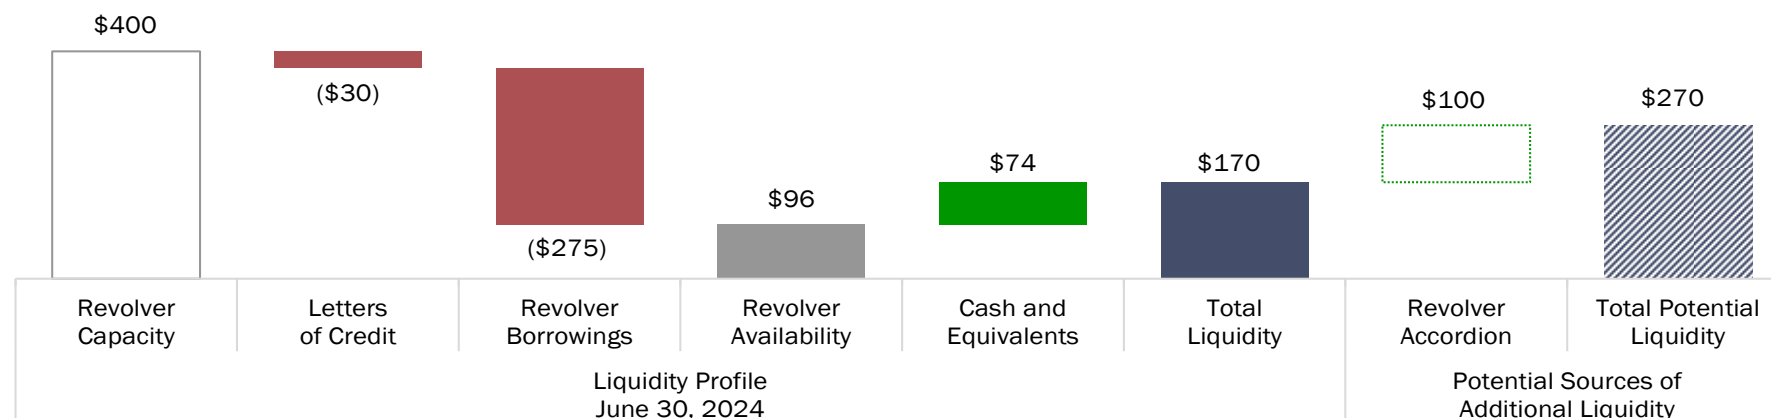 $400
($30)
($275)
$96
$74
$170
$100
$270
Revolver
Capacity
Letters
of Credit
Revolver
Borrowings
Revolver
Availability
Cash and
Equivalents
Total
Liquidity
Revolver
Accordion
Total Potential
Liquidity
Liquidity Profile
June 30, 2024
Potential Sources of
Additional Liquidity